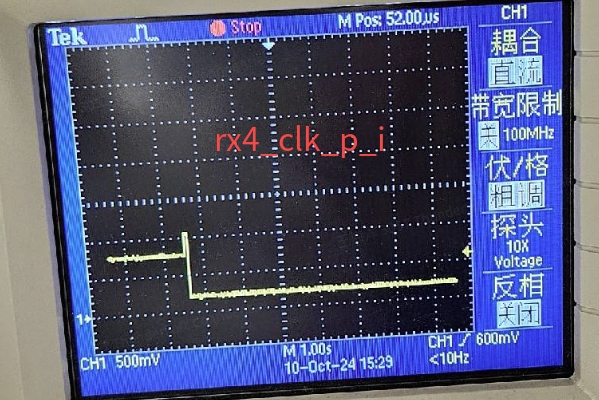 Tek Stop M Pos: 52.00µs CH1
耦合
直流
rx4_clk_p_i
带宽限制
关 100MHz
伏/格
粗调
探头
10X
Voltage
反相
关闭
1
CH1 500mV M 1.00s CH1 600mV
10-Oct-24 15:29 <10Hz